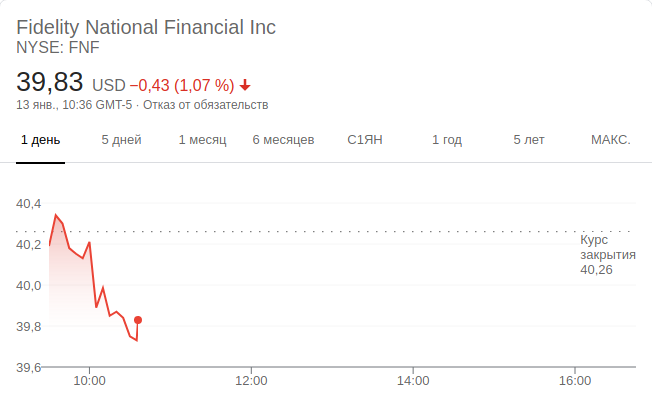 Fidelity National Financial Inc
NYSE: FNF
39,83 USD −0,43 (1,07 %)
13 янв., 10:36 GMT-5 · Отказ от обязательств
1 день 5 дней 1 месяц 6 месяцев С1ЯН 1 год 5 лет МАКС.
40,4
40,2
40,0
39,8
39,6
Курс
закрытия
40,26
10:00 12:00 14:00 16:00